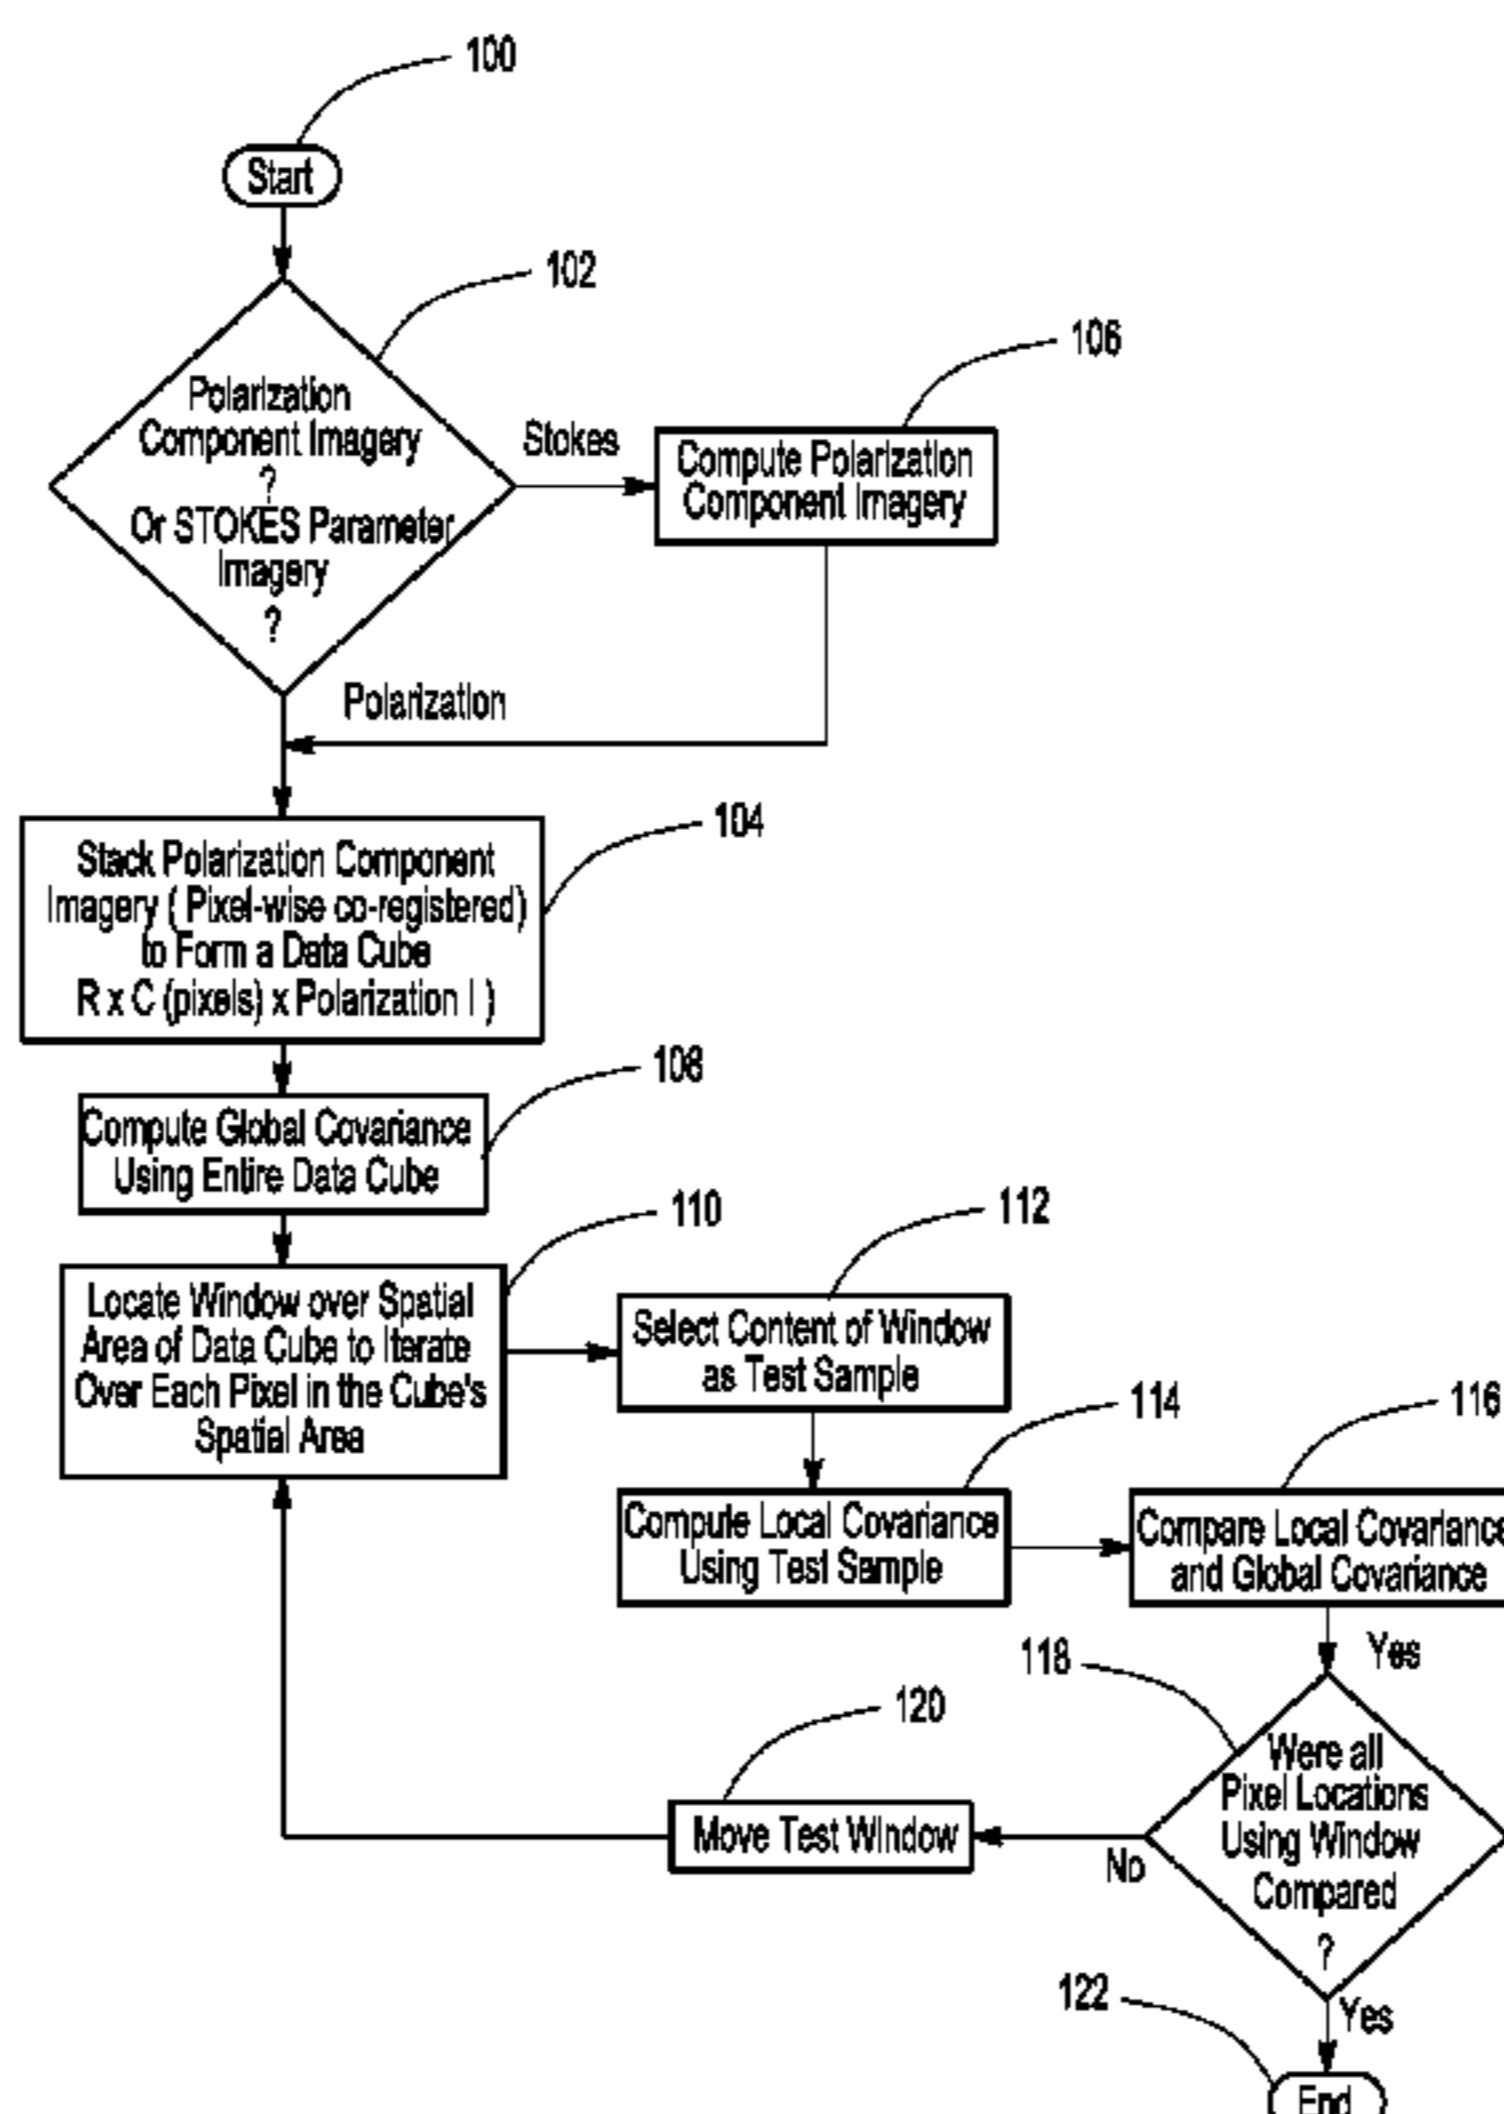 100
Start
102
Polarization
Component Imagery
?
Or STOKES Parameter
Imagery
?
Stokes
106
Compute Polarization
Component Imagery
Polarization
104
Stack Polarization Component
Imagery ( Pixel-wise co-registered)
to Form a Data Cube
R x C (pixels) x Polarization I )
108
Compute Global Covariance
Using Entire Data Cube
110
Locate Window over Spatial
Area of Data Cube to Iterate
Over Each Pixel in the Cube's
Spatial Area
112
Select Content of Window
as Test Sample
114
Compute Local Covariance
Using Test Sample
116
Compare Local Covariance
and Global Covariance
Yes
118
Were all
Pixel Locations
Using Window
Compared
?
No
120
Move Test Window
Yes
122
End